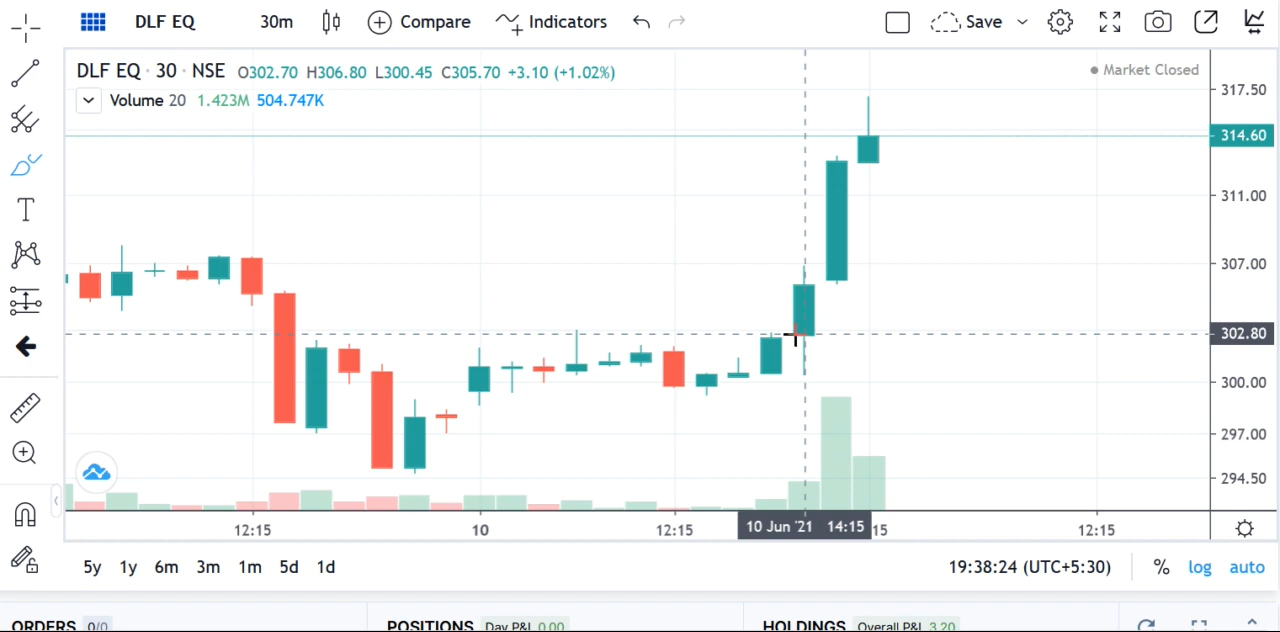 DLF EQ 30m Compare Indicators Save
DLF EQ · 30 · NSE O302.70 H306.80 L300.45 C305.70 +3.10 (+1.02%)
Market Closed
Volume 20 1.423M 504.747K
317.50
314.60
311.00
307.00
302.80
300.00
297.00
294.50
12:15 10 12:15 10 Jun '21 14:15 :15 12:15
5y 1y 6m 3m 1m 5d 1d 19:38:24 (UTC+5:30) % log auto
ORDERS 0/0 POSITIONS Day P&L 0.00 HOLDINGS Overall P&L 3.20
T